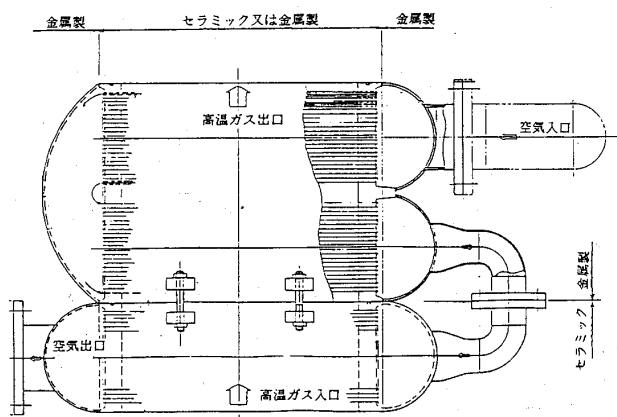 金属製
セラミック又は金属製
金属製
高温ガス出口
空気入口
金属製
セラミック
空気出口
高温ガス入口